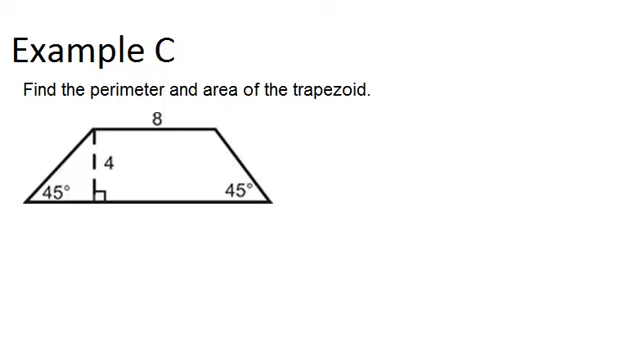 Example C
Find the perimeter and area of the trapezoid.
8
4
45° 45°